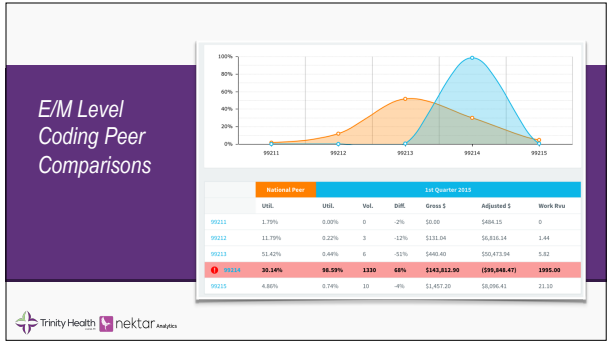 E/M Level
Coding Peer
Comparisons
100%
80%
60%
40%
20%
0%
99211 99212 99213 99214 99215
National Peer 1st Quarter 2015
Util. Util. Vol. Diff. Gross $ Adjusted $ Work Rvu
99211 1.79% 0.00% 0 -2% $0.00 $484.15 0
99212 11.79% 0.22% 3 -12% $131.04 $6,816.14 1.44
99213 51.42% 0.44% 6 -51% $440.40 $50,473.94 5.82
99214 30.14% 98.59% 1330 68% $143,812.90 ($99,848.47) 1995.00
99215 4.86% 0.74% 10 -4% $1,457.20 $8,096.41 21.10
Trinity Health nektar Analytics